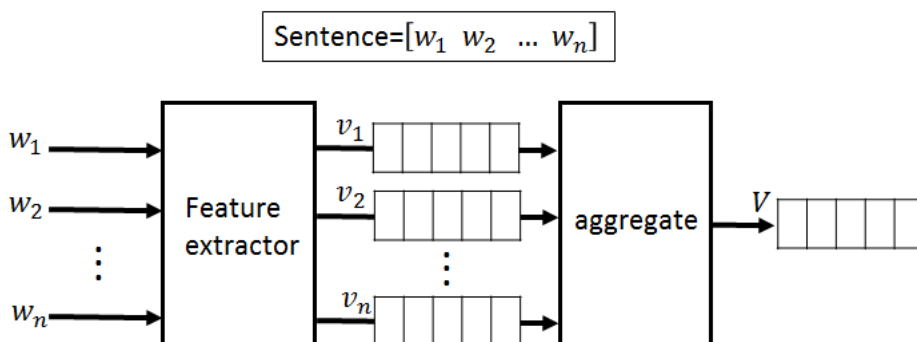 Sentence=[w₁ w₂ … wₙ]
w₁
w₂
⋮
wₙ
Feature
extractor
v₁
v₂
⋮
vₙ
aggregate
V